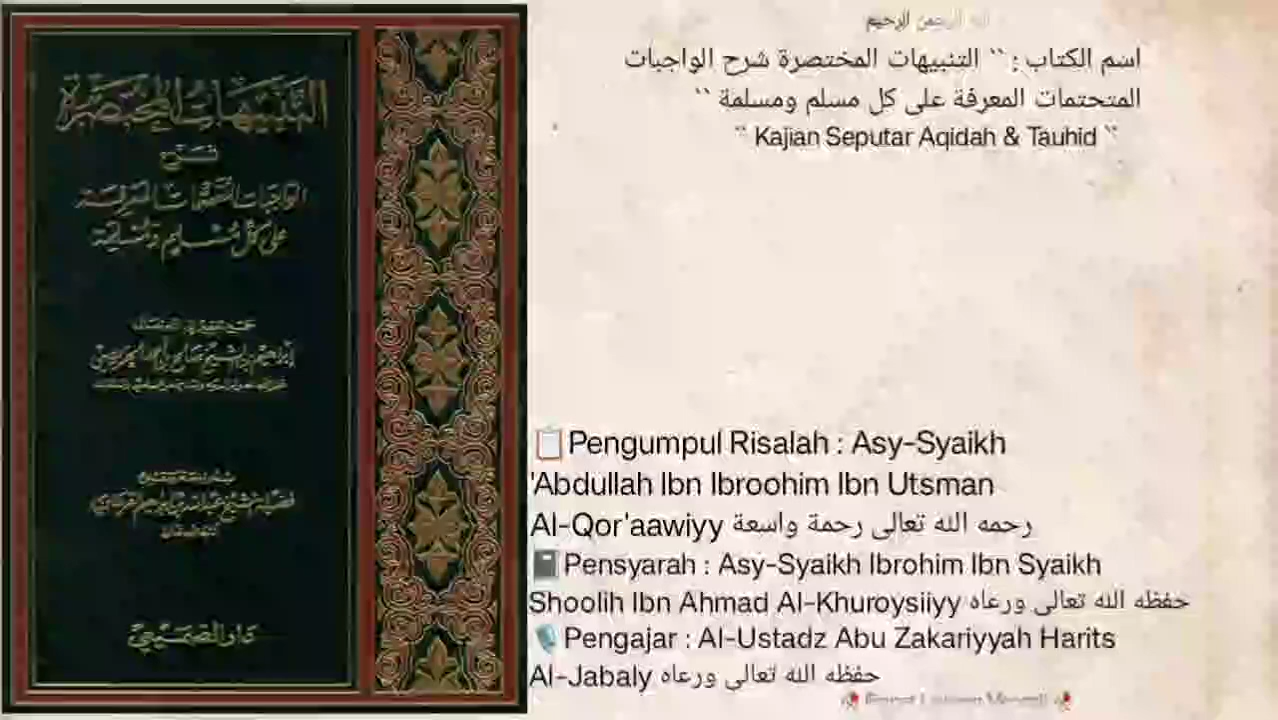 التنبيهات المختصرة
شرح
الواجبات المتحتمات المعرفة
على كل مسلم ومسلمة
دار الصميعي
الله الرحمن الرحيم
اسم الكتاب : `` التنبيهات المختصرة شرح الواجبات
المتحتمات المعرفة على كل مسلم ومسلمة ``
`` Kajian Seputar Aqidah & Tauhid ``
📋Pengumpul Risalah : Asy-Syaikh
'Abdullah Ibn Ibroohim Ibn Utsman
Al-Qor'aawiyy رحمه الله تعالى رحمة واسعة
📓Pensyarah : Asy-Syaikh Ibrohim Ibn Syaikh
Shoolih Ibn Ahmad Al-Khuroysiiyy حفظه الله تعالى ورعاه
🎙Pengajar : Al-Ustadz Abu Zakariyyah Harits
Al-Jabaly حفظه الله تعالى ورعاه